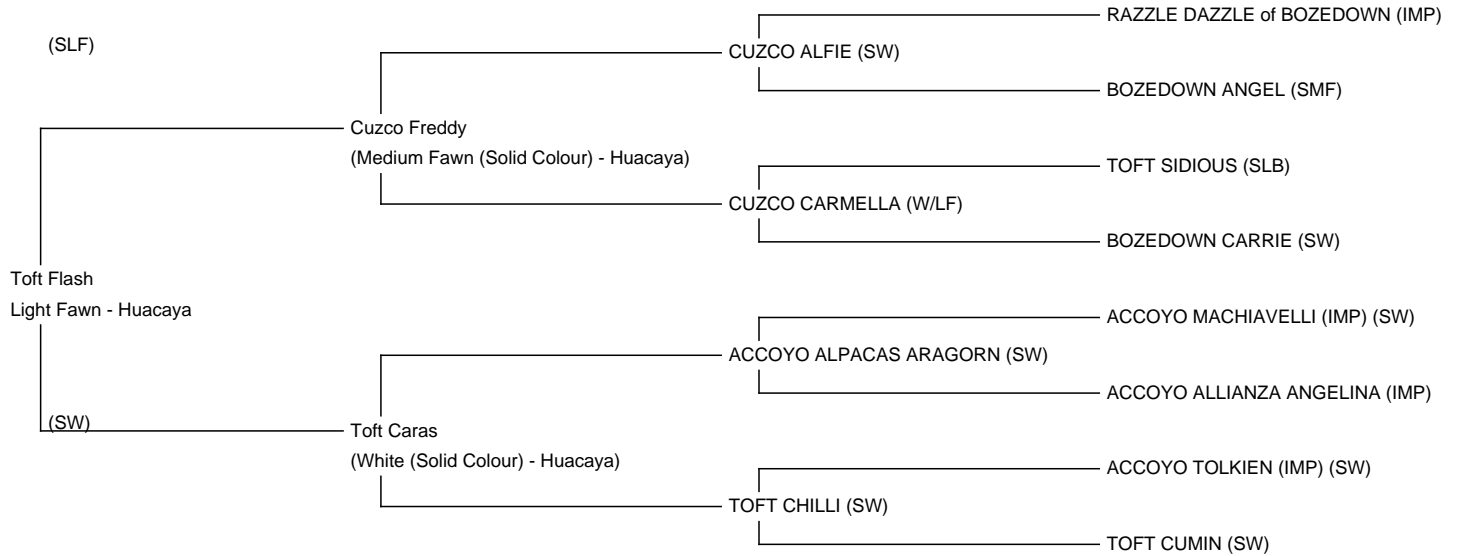 RAZZLE DAZZLE of BOZEDOWN (IMP)
(SLF)
CUZCO ALFIE (SW)
BOZEDOWN ANGEL (SMF)
Cuzco Freddy
(Medium Fawn (Solid Colour) - Huacaya)
TOFT SIDIOUS (SLB)
CUZCO CARMELLA (W/LF)
BOZEDOWN CARRIE (SW)
Toft Flash
Light Fawn - Huacaya
ACCOYO MACHIAVELLI (IMP) (SW)
ACCOYO ALPACAS ARAGORN (SW)
ACCOYO ALLIANZA ANGELINA (IMP)
(SW)
Toft Caras
(White (Solid Colour) - Huacaya)
ACCOYO TOLKIEN (IMP) (SW)
TOFT CHILLI (SW)
TOFT CUMIN (SW)